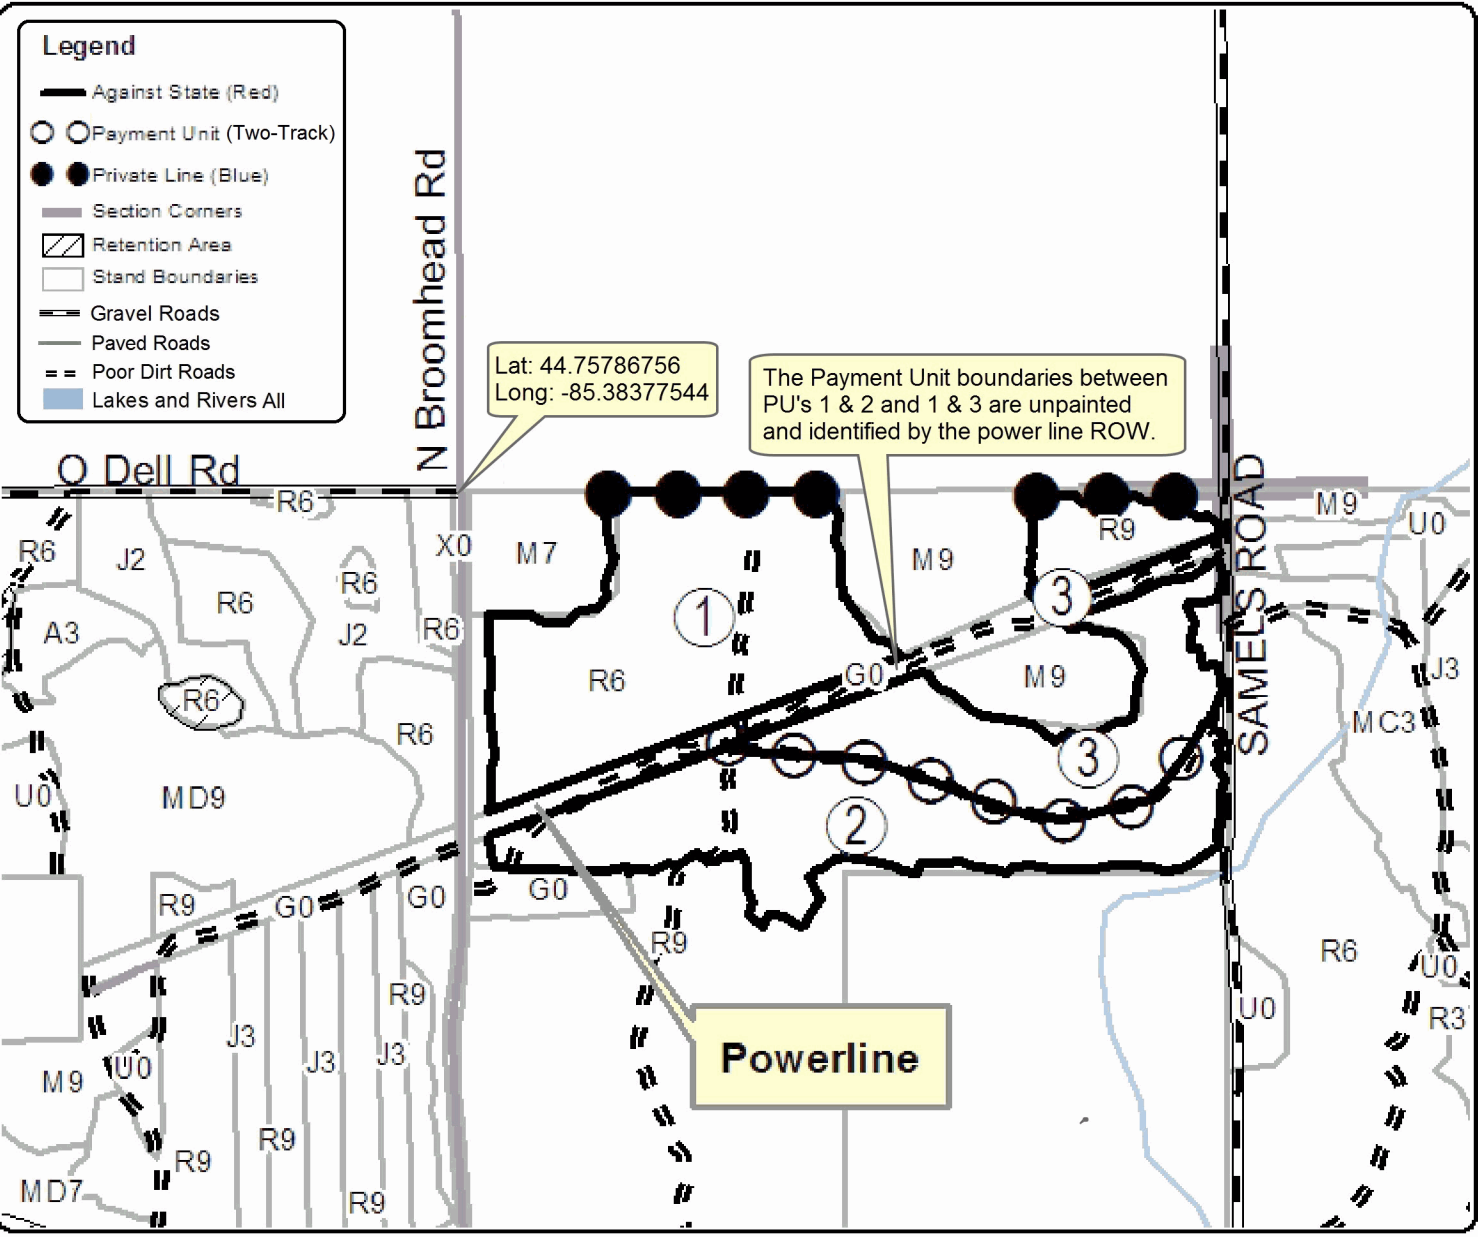 Legend
Against State (Red)
Payment Unit (Two-Track)
Private Line (Blue)
Section Corners
Retention Area
Stand Boundaries
Gravel Roads
Paved Roads
Poor Dirt Roads
Lakes and Rivers All
N Broomhead Rd
Lat: 44.75786756
Long: -85.38377544
The Payment Unit boundaries between
PU's 1 & 2 and 1 & 3 are unpainted
and identified by the power line ROW.
O Dell Rd
SAMELS ROAD
R6
M9
U0
R9
R6
J2
X0
M7
M9
R6
R6
J2
R6
A3
1
3
R6
G0
M9
J3
R6
R6
MC3
U0
MD9
3
2
R9
G0
G0
G0
R9
R6
U0
R9
U0
R3
J3
J3
J3
Powerline
M9
U0
R9
R9
MD7
R9